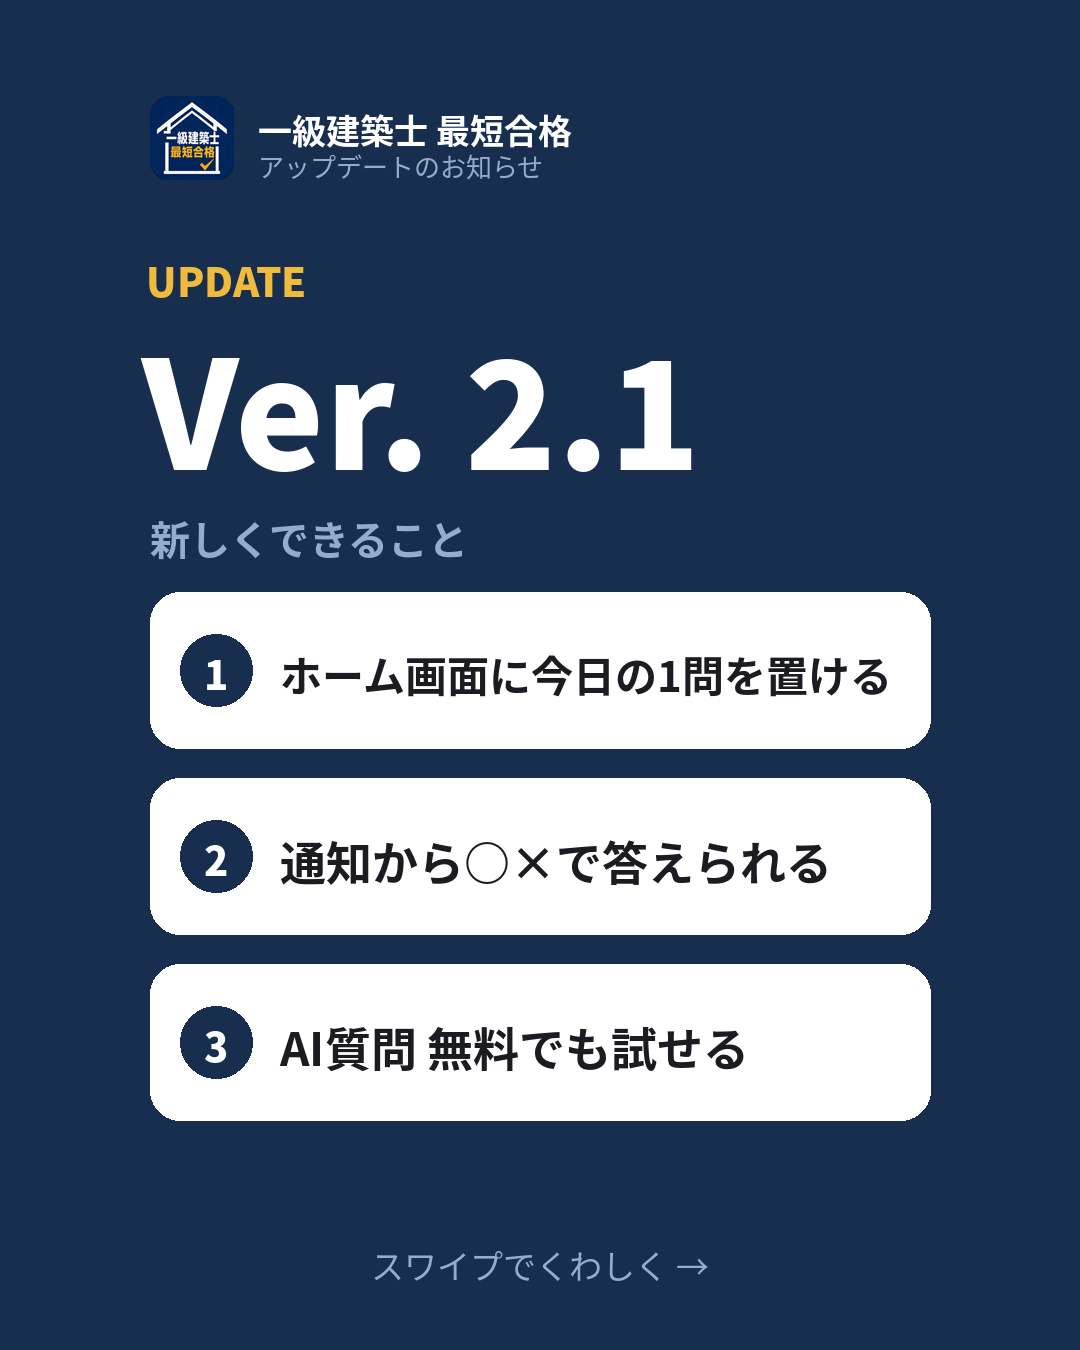 一級建築士
最短合格
一級建築士 最短合格
アップデートのお知らせ
UPDATE
Ver. 2.1
新しくできること
1 ホーム画面に今日の1問を置ける
2 通知から○×で答えられる
3 AI質問 無料でも試せる
スワイプでくわしく →